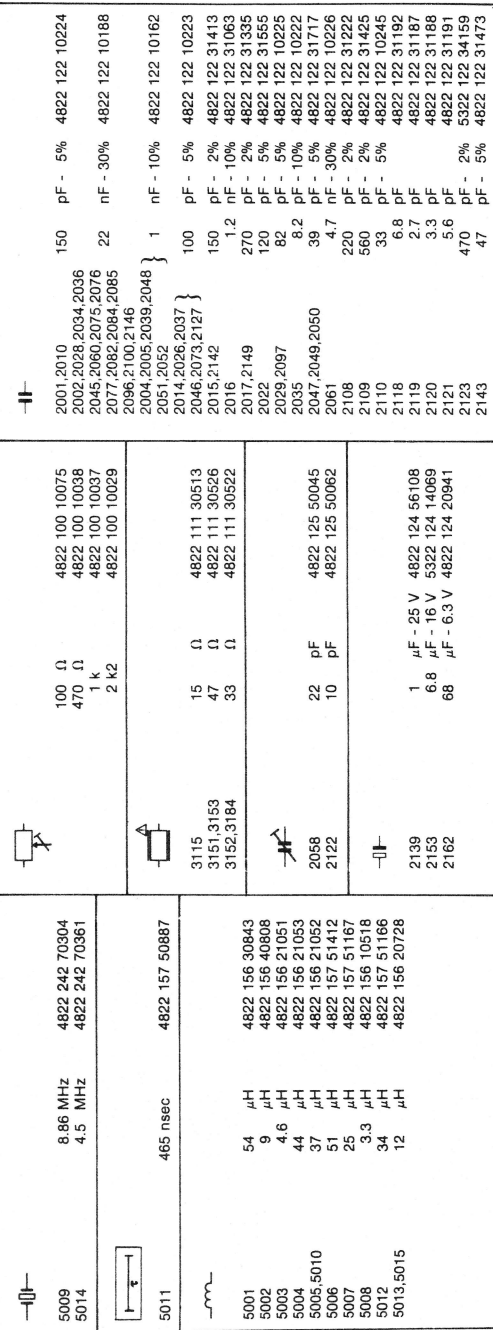 5009 8.86 MHz 4822 242 70304
5014 4.5 MHz 4822 242 70361
τ
5011 465 nsec 4822 157 50887
5001 54 µH 4822 156 30843
5002 9 µH 4822 156 40808
5003 4.6 µH 4822 156 21051
5004 44 µH 4822 156 21053
5005,5010 37 µH 4822 156 21052
5006 51 µH 4822 157 51412
5007 25 µH 4822 157 51167
5008 3.3 µH 4822 156 10518
5012 34 µH 4822 157 51166
5013,5015 12 µH 4822 156 20728
100 Ω 4822 100 10075
470 Ω 4822 100 10038
1 k 4822 100 10037
2 k2 4822 100 10029
3115 15 Ω 4822 111 30513
3151,3153 47 Ω 4822 111 30526
3152,3184 33 Ω 4822 111 30522
2058 22 pF 4822 125 50045
2122 10 pF 4822 125 50062
2139 1 µF - 25 V 4822 124 56108
2153 6.8 µF - 16 V 5322 124 14069
2162 68 µF - 6.3 V 4822 124 20941
2001,2010 150 pF - 5% 4822 122 10224
2002,2028,2034,2036
2045,2060,2075,2076 22 nF - 30% 4822 122 10188
2077,2082,2084,2085
2096,2100,2146
2004,2005,2039,2048 } 1 nF - 10% 4822 122 10162
2051,2052
2014,2026,2037 } 100 pF - 5% 4822 122 10223
2046,2073,2127
2015,2142 150 pF - 2% 4822 122 31413
2016 1.2 nF - 10% 4822 122 31063
2017,2149 270 pF - 2% 4822 122 31335
2022 120 pF - 5% 4822 122 31555
2029,2097 82 pF - 5% 4822 122 10225
2035 8.2 pF - 10% 4822 122 10222
2047,2049,2050 39 pF - 5% 4822 122 31717
2061 4.7 nF - 30% 4822 122 10226
2108 220 pF - 2% 4822 122 31222
2109 560 pF - 2% 4822 122 31425
2110 33 pF - 5% 4822 122 10245
2118 6.8 pF 4822 122 31192
2119 2.7 pF 4822 122 31187
2120 3.3 pF 4822 122 31188
2121 5.6 pF 4822 122 31191
2123 470 pF - 2% 5322 122 34159
2143 47 pF - 5% 4822 122 31473